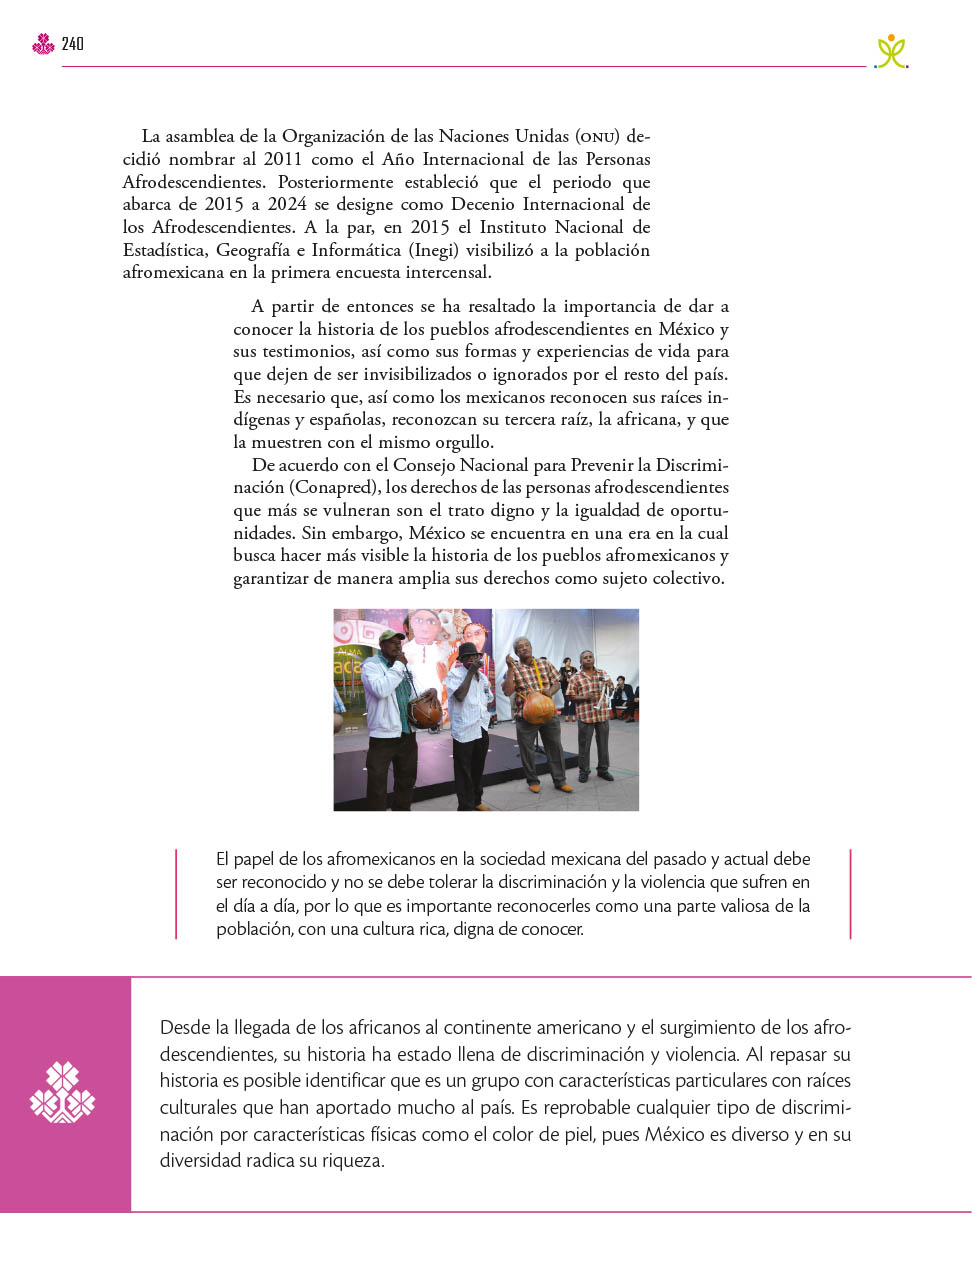 240
La asamblea de la Organización de las Naciones Unidas (ONU) de-
cidió nombrar al 2011 como el Año Internacional de las Personas
Afrodescendientes. Posteriormente estableció que el periodo que
abarca de 2015 a 2024 se designe como Decenio Internacional de
los Afrodescendientes. A la par, en 2015 el Instituto Nacional de
Estadística, Geografía e Informática (Inegi) visibilizó a la población
afromexicana en la primera encuesta intercensal.
A partir de entonces se ha resaltado la importancia de dar a
conocer la historia de los pueblos afrodescendientes en México y
sus testimonios, así como sus formas y experiencias de vida para
que dejen de ser invisibilizados o ignorados por el resto del país.
Es necesario que, así como los mexicanos reconocen sus raíces in-
dígenas y españolas, reconozcan su tercera raíz, la africana, y que
la muestren con el mismo orgullo.
De acuerdo con el Consejo Nacional para Prevenir la Discrimi-
nación (Conapred), los derechos de las personas afrodescendientes
que más se vulneran son el trato digno y la igualdad de oportu-
nidades. Sin embargo, México se encuentra en una era en la cual
busca hacer más visible la historia de los pueblos afromexicanos y
garantizar de manera amplia sus derechos como sujeto colectivo.
ALMA
El papel de los afromexicanos en la sociedad mexicana del pasado y actual debe
ser reconocido y no se debe tolerar la discriminación y la violencia que sufren en
el día a día, por lo que es importante reconocerles como una parte valiosa de la
población, con una cultura rica, digna de conocer.
Desde la llegada de los africanos al continente americano y el surgimiento de los afro-
descendientes, su historia ha estado llena de discriminación y violencia. Al repasar su
historia es posible identificar que es un grupo con características particulares con raíces
culturales que han aportado mucho al país. Es reprobable cualquier tipo de discrimi-
nación por características físicas como el color de piel, pues México es diverso y en su
diversidad radica su riqueza.